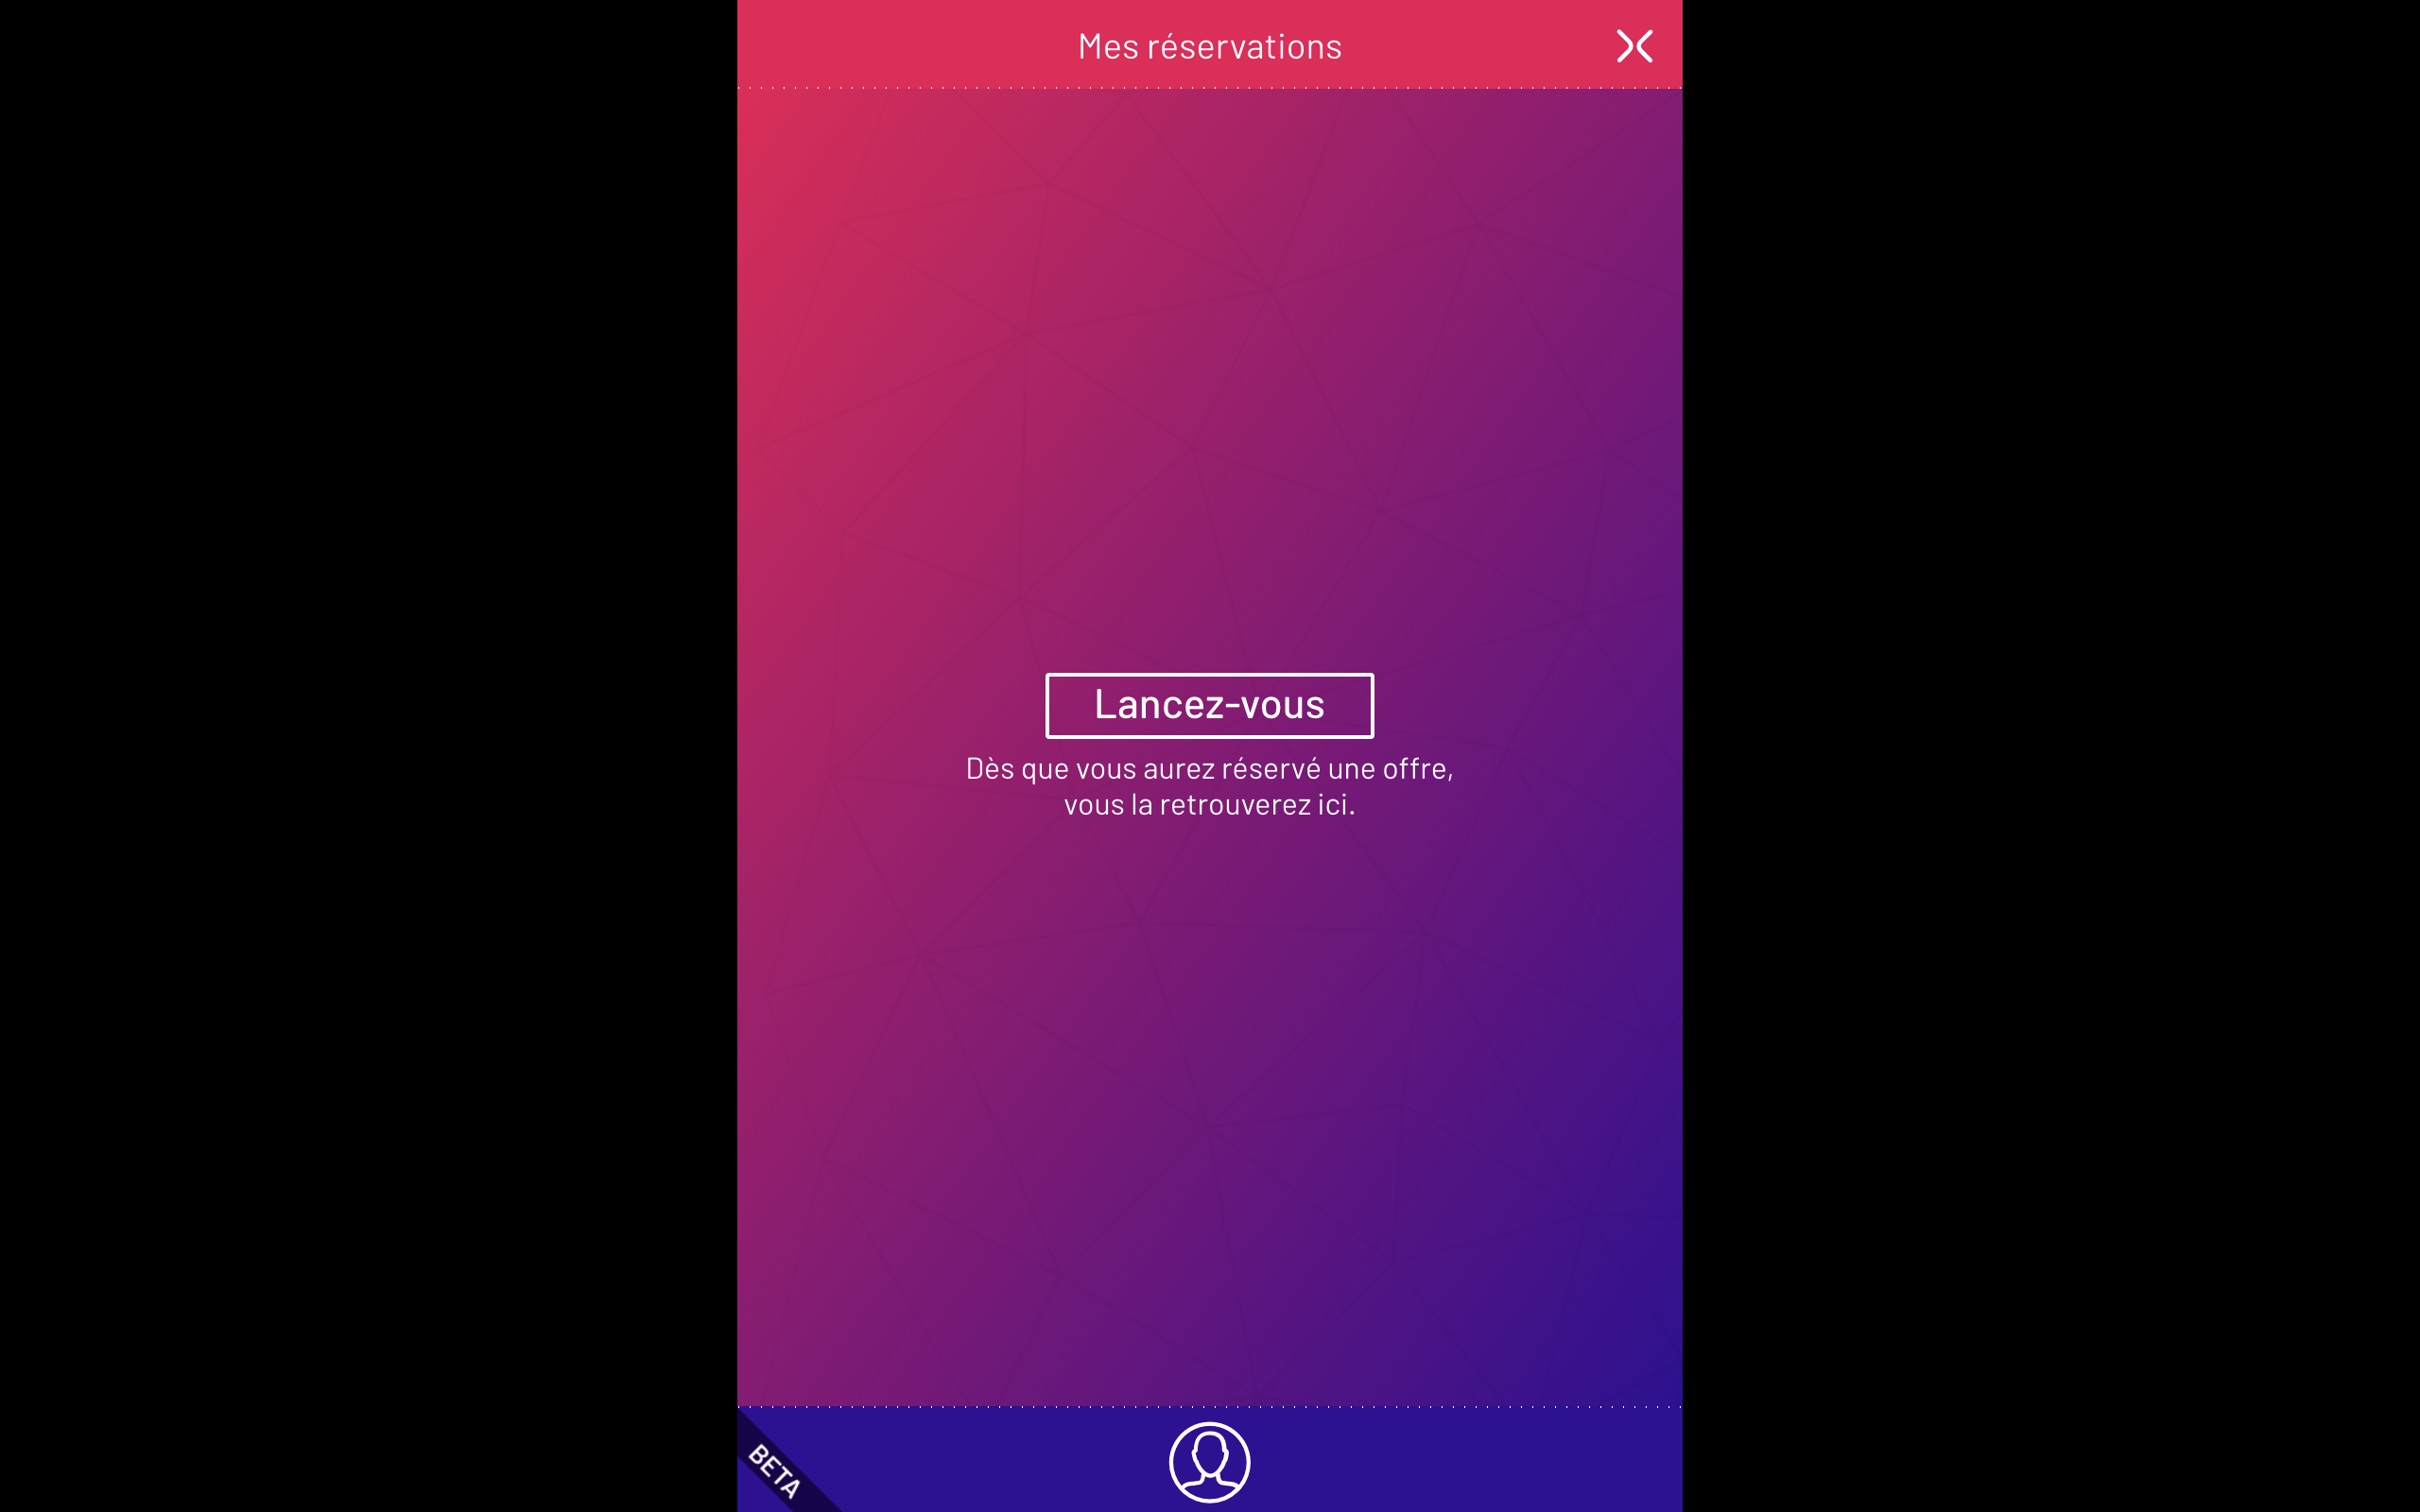 Mes réservations
Lancez-vous
Dès que vous aurez réservé une offre,
vous la retrouverez ici.
BETA